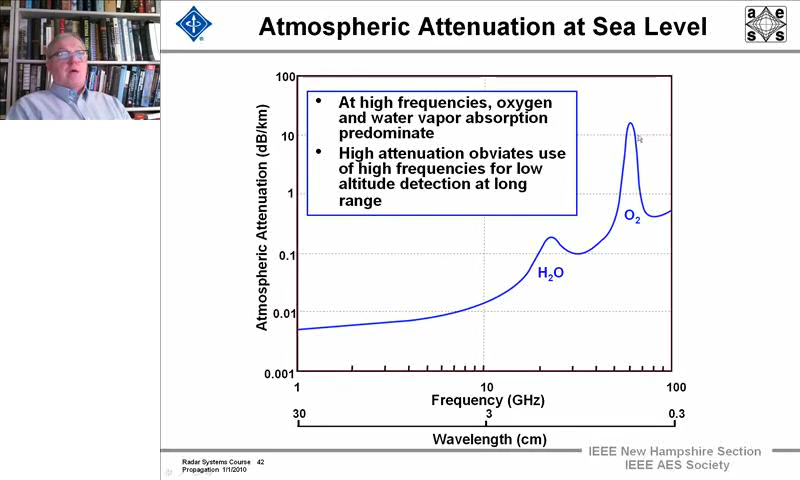 Atmospheric Attenuation at Sea Level
a e
s s
100
10
1
0.1
0.01
0.001
Atmospheric Attenuation (dB/km)
• At high frequencies, oxygen
and water vapor absorption
predominate
• High attenuation obviates use
of high frequencies for low
altitude detection at long
range
O2
H2O
1 10 100
Frequency (GHz)
30 3 0.3
Wavelength (cm)
Radar Systems Course 42
Propagation 1/1/2010
IEEE New Hampshire Section
IEEE AES Society